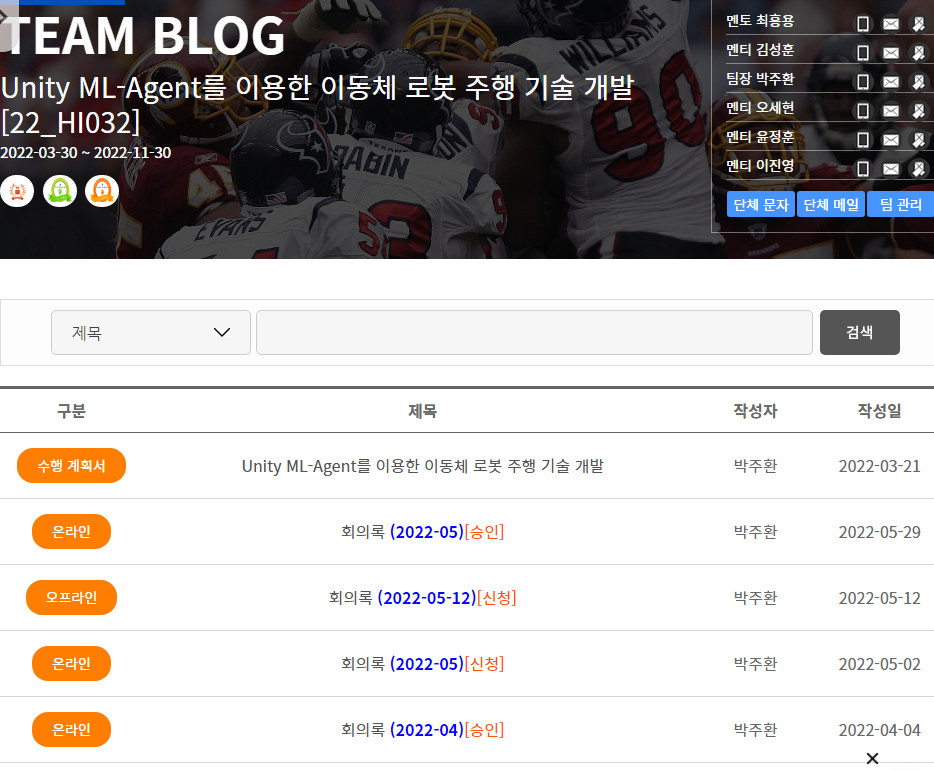 TEAM BLOG
Unity ML-Agent를 이용한 이동체 로봇 주행 기술 개발
[22_HI032]
2022-03-30 ~ 2022-11-30
멘토 최흥용
멘티 김성훈
팀장 박주환
멘티 오세현
멘티 윤정훈
멘티 이진영
단체 문자 단체 메일 팀 관리
WILLIAMS
90
TEXANS
DABIN
EVANS
52
제목 검색
구분 제목 작성자 작성일
수행 계획서 Unity ML-Agent를 이용한 이동체 로봇 주행 기술 개발 박주환 2022-03-21
온라인 회의록 (2022-05)[승인] 박주환 2022-05-29
오프라인 회의록 (2022-05-12)[신청] 박주환 2022-05-12
온라인 회의록 (2022-05)[신청] 박주환 2022-05-02
온라인 회의록 (2022-04)[승인] 박주환 2022-04-04